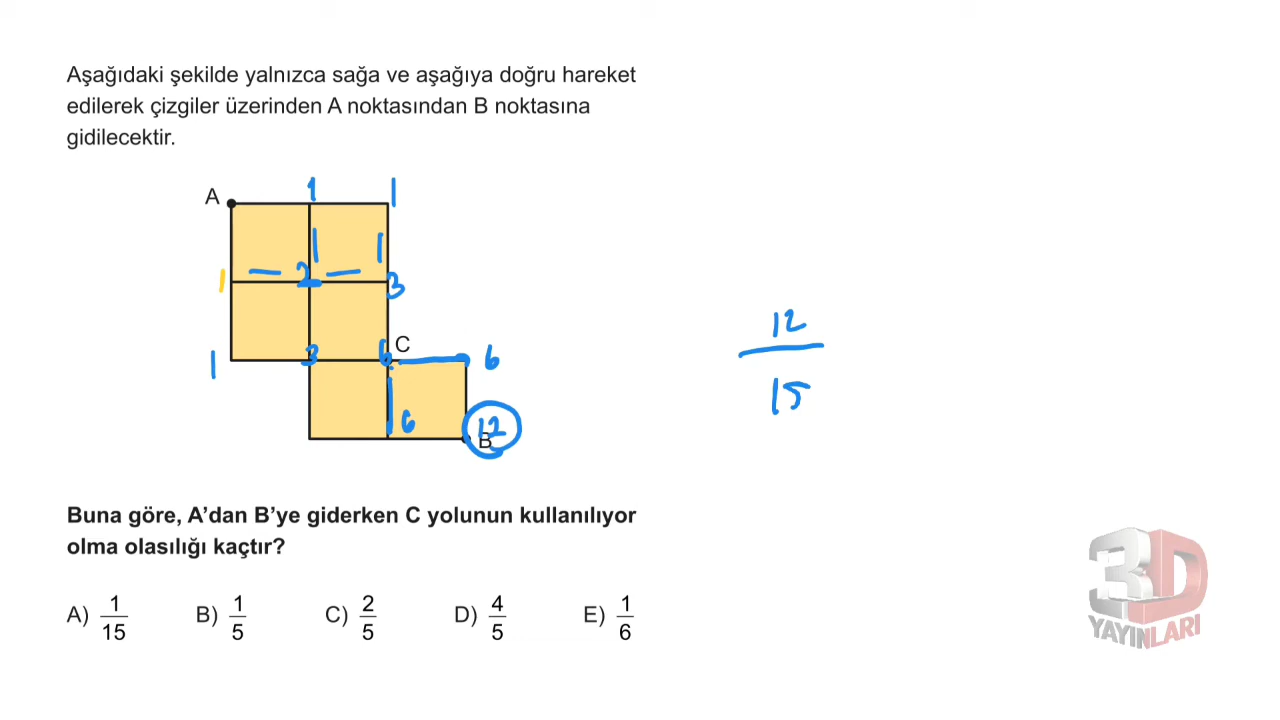 Aşağıdaki şekilde yalnızca sağa ve aşağıya doğru hareket
edilerek çizgiler üzerinden A noktasından B noktasına
gidilecektir.
A 1 1
1 2 3
1 3 6 C 6
6 12 B
12
15
Buna göre, A'dan B'ye giderken C yolunun kullanılıyor
olma olasılığı kaçtır?
A) 1/15 B) 1/5 C) 2/5 D) 4/5 E) 1/6
3D
YAYINLARI